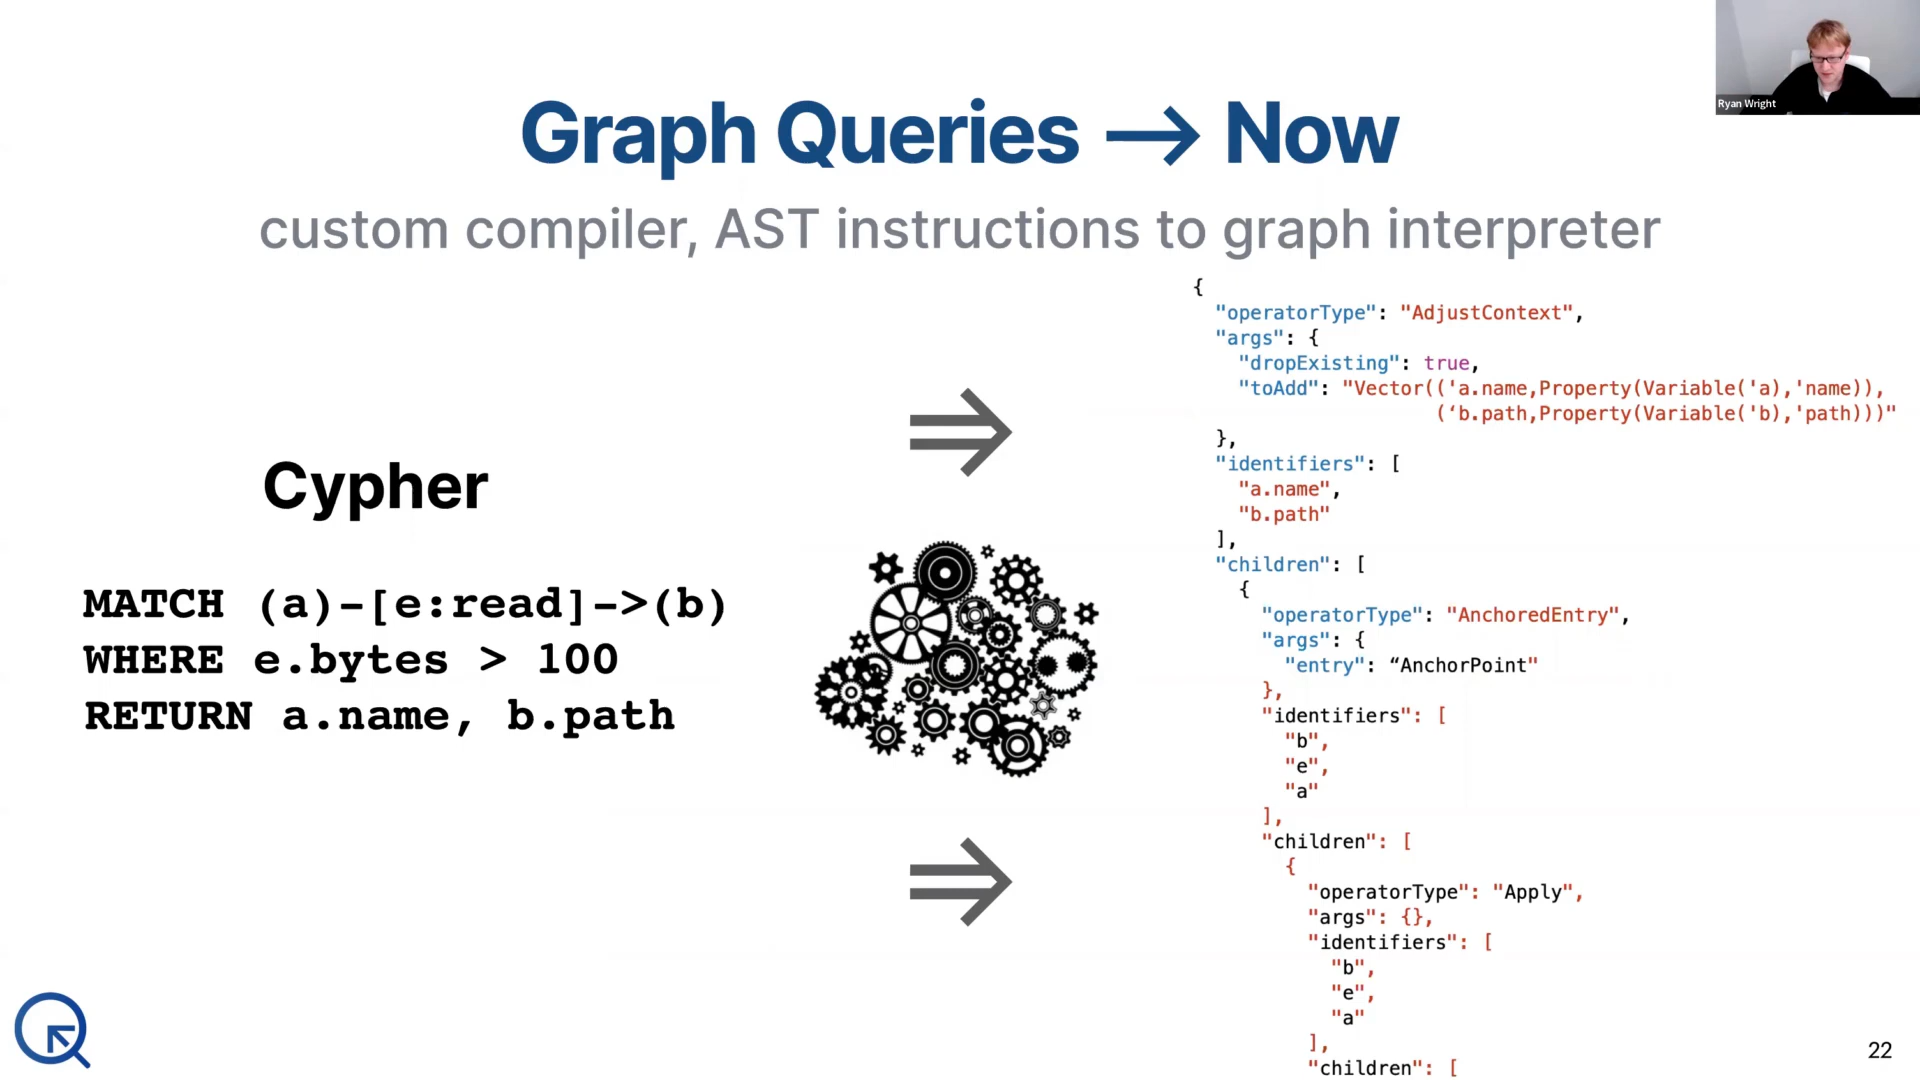 Ryan Wright
Graph Queries → Now
custom compiler, AST instructions to graph interpreter
Cypher
MATCH (a)-[e:read]->(b)
WHERE e.bytes > 100
RETURN a.name, b.path
⇒
⇒
{
"operatorType": "AdjustContext",
"args": {
"dropExisting": true,
"toAdd": "Vector(('a.name,Property(Variable('a),'name)),
(‘b.path,Property(Variable('b),'path)))"
},
"identifiers": [
"a.name",
"b.path"
],
"children": [
{
"operatorType": "AnchoredEntry",
"args": {
"entry": “AnchorPoint"
},
"identifiers": [
"b",
"e",
"a"
],
"children": [
{
"operatorType": "Apply",
"args": {},
"identifiers": [
"b",
"e",
"a"
],
"children": [
22